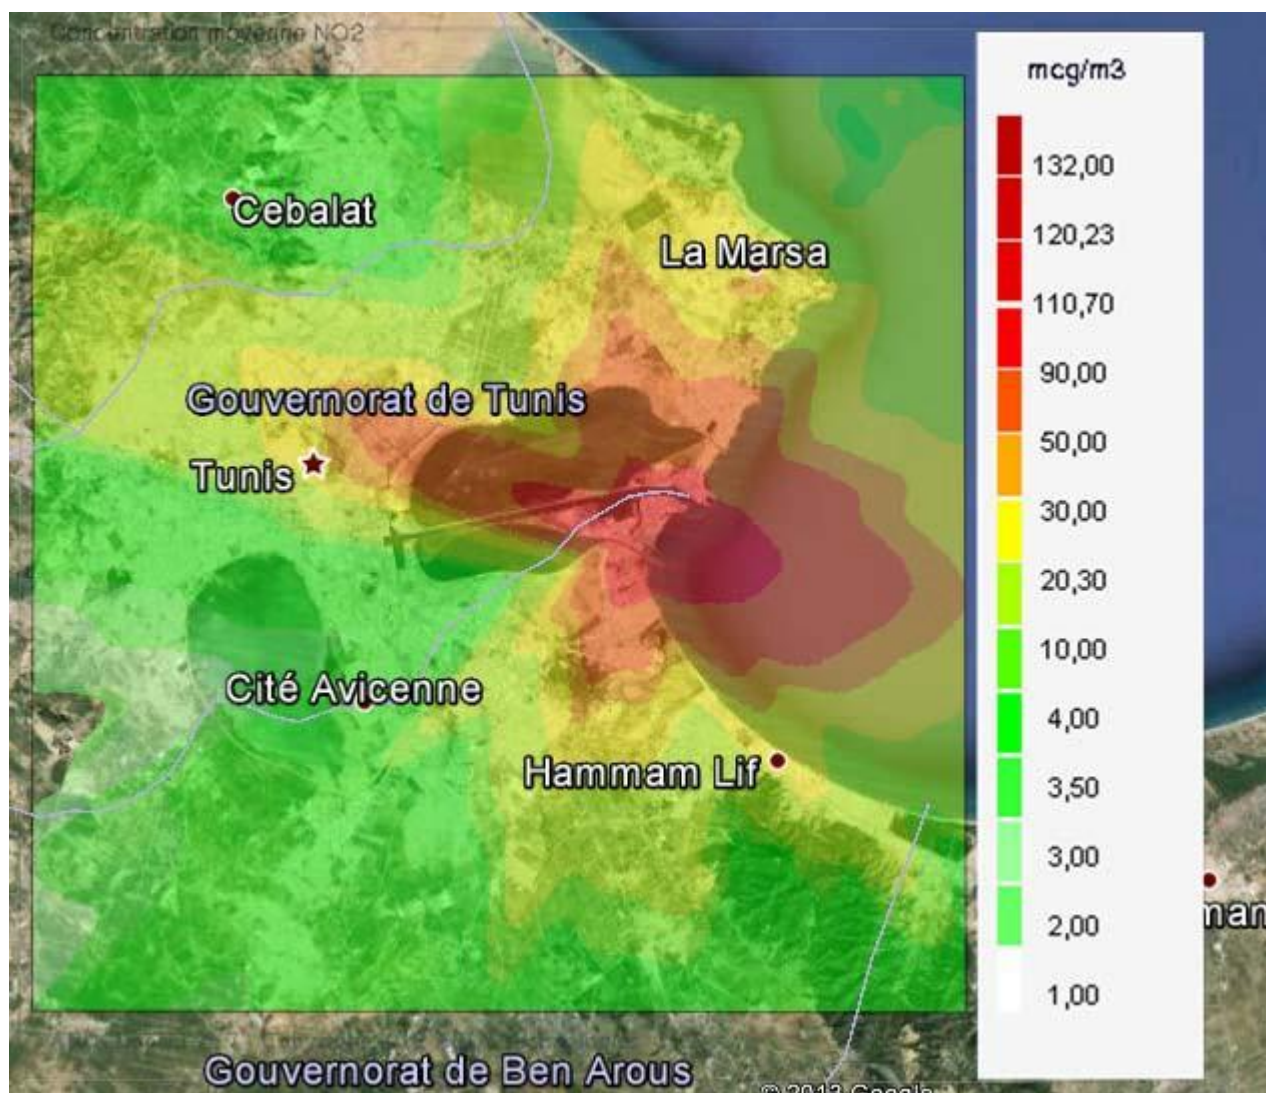 Concentration moyenne NO2
mcg/m3
132,00
120,23
110,70
90,00
50,00
30,00
20,30
10,00
4,00
3,50
3,00
2,00
1,00
Cebalat
La Marsa
Gouvernorat de Tunis
Tunis
Cité Avicenne
Hammam Lif
Gouvernorat de Ben Arous
© 2013 Google